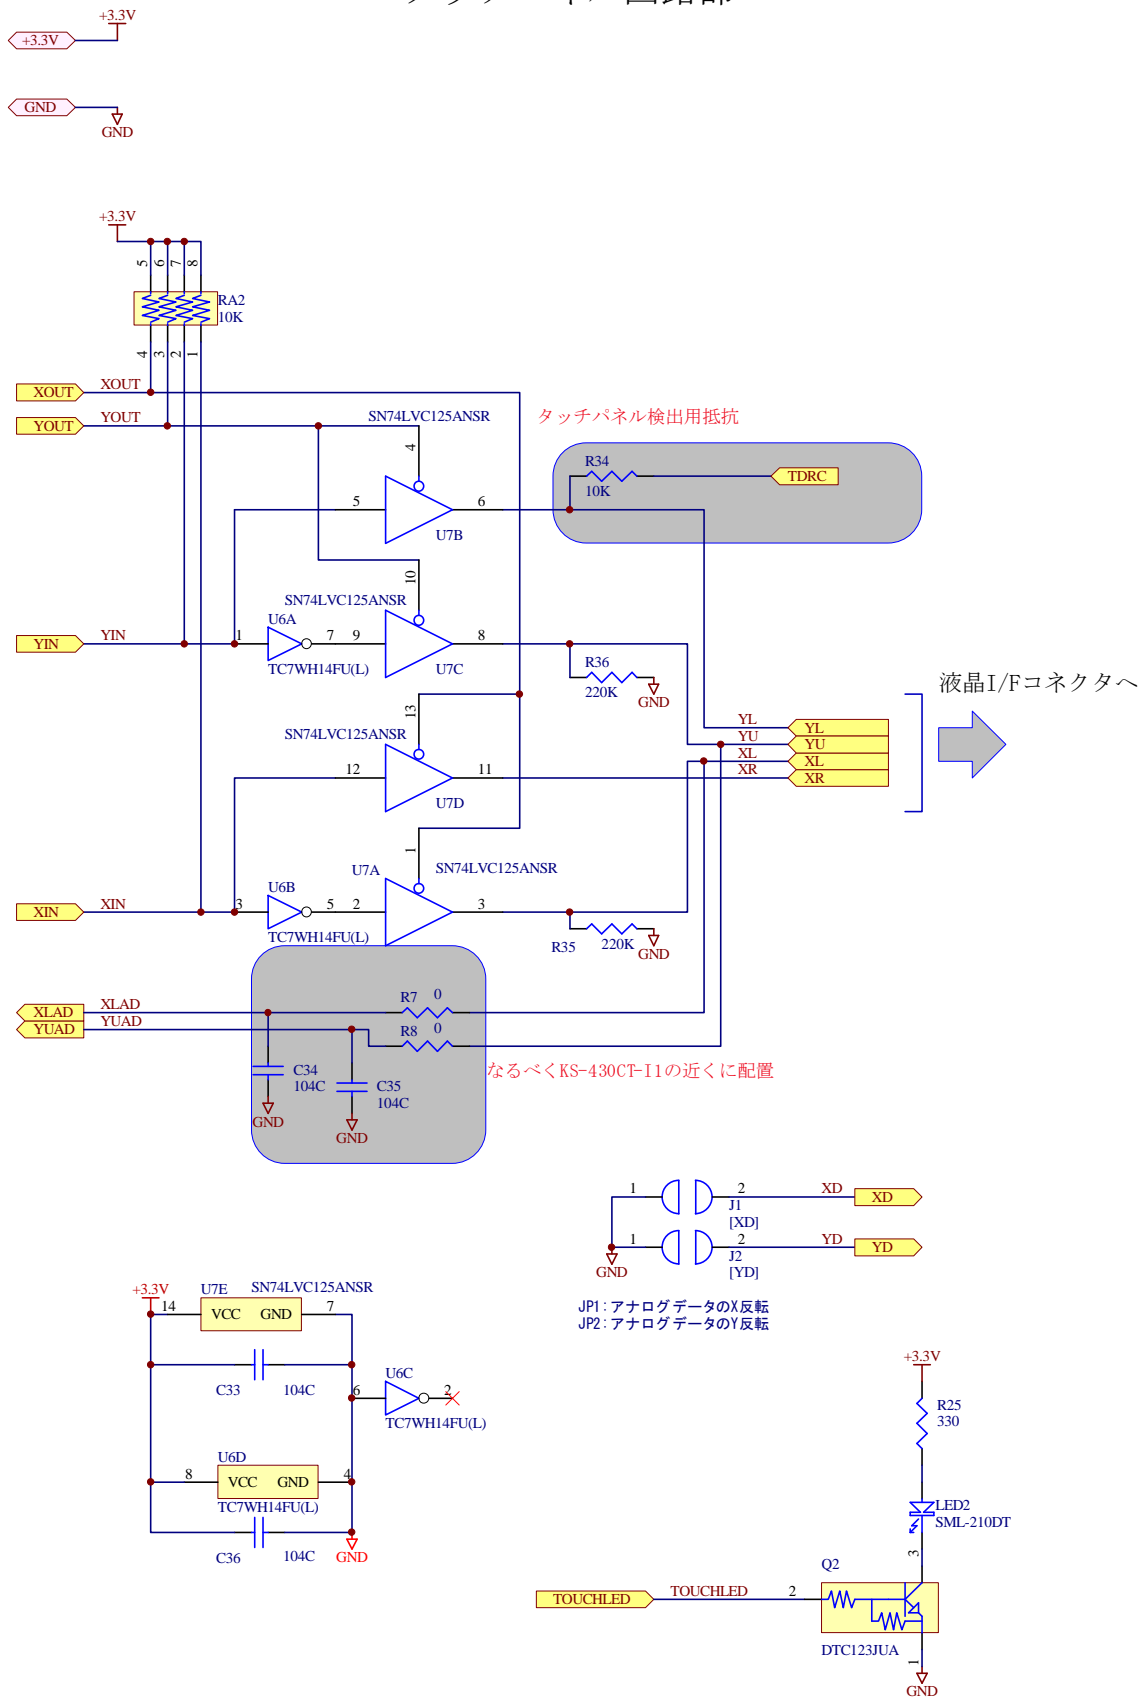 +3.3V
+3.3V
GND
GND
+3.3V
5
6
7
8
RA2
10K
4
3
2
1
XOUT
XOUT
YOUT
YOUT
SN74LVC125ANSR
4
5
6
U7B
タッチパネル検出用抵抗
R34
10K
TDRC
10
SN74LVC125ANSR
U6A
YIN
YIN
1
7
9
8
TC7WH14FU(L)
U7C
R36
220K
GND
液晶I/Fコネクタへ
13
SN74LVC125ANSR
12
11
U7D
YL
YL
YU
YU
XL
XL
XR
XR
1
U7A
SN74LVC125ANSR
U6B
XIN
XIN
3
5
2
3
TC7WH14FU(L)
R35
220K
GND
XLAD
XLAD
R7
0
YUAD
YUAD
R8
0
なるべくKS-430CT-I1の近くに配置
C34
104C
GND
C35
104C
GND
1
2
XD
XD
J1
[XD]
1
2
YD
YD
J2
[YD]
GND
JP1:アナログデータのX反転
JP2:アナログデータのY反転
+3.3V
U7E
SN74LVC125ANSR
14
VCC
GND
7
C33
104C
U6C
6
2
TC7WH14FU(L)
U6D
8
VCC
GND
4
TC7WH14FU(L)
C36
104C
GND
+3.3V
R25
330
LED2
SML-210DT
3
Q2
TOUCHLED
TOUCHLED
2
DTC123JUA
1
GND